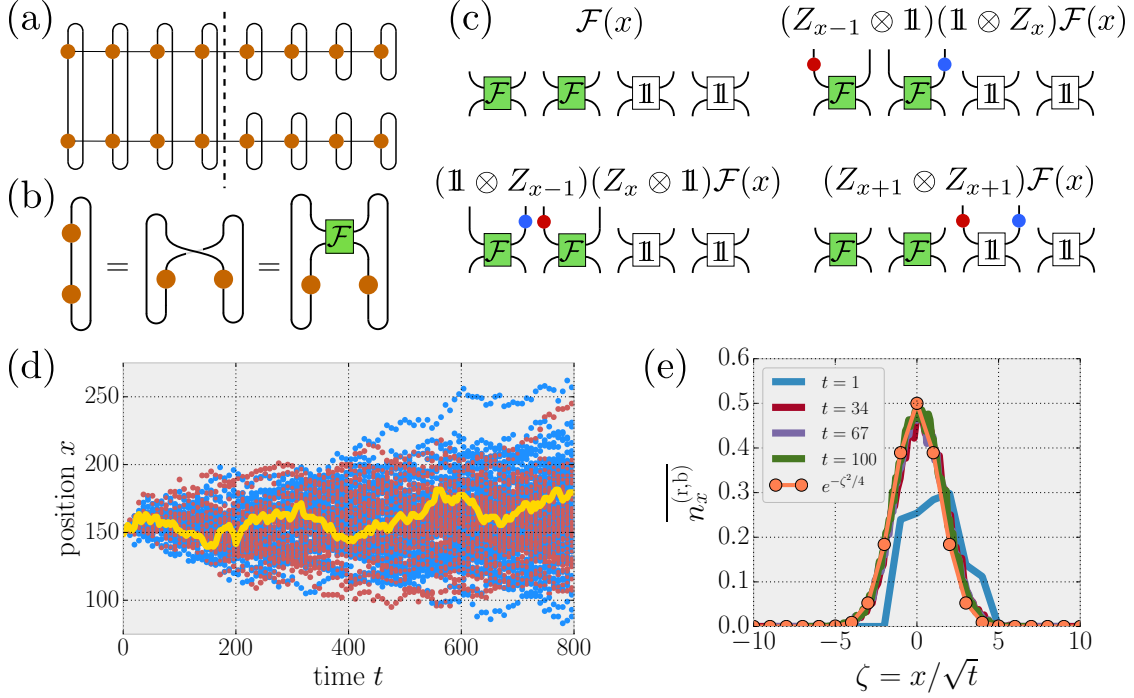 (a)
(b)
=
=
F
(c)
F(x)
F F 𝟙 𝟙
(Z_{x−1} ⊗ 𝟙)(𝟙 ⊗ Z_x)F(x)
F F 𝟙 𝟙
(𝟙 ⊗ Z_{x−1})(Z_x ⊗ 𝟙)F(x)
F F 𝟙 𝟙
(Z_{x+1} ⊗ Z_{x+1})F(x)
F F 𝟙 𝟙
(d)
position x
250
200
150
100
0 200 400 600 800
time t
(e)
n_x^{(r,b)}
0.6
0.5
0.4
0.3
0.2
0.1
0.0
t = 1
t = 34
t = 67
t = 100
e^{−ζ²/4}
−10 −5 0 5 10
ζ = x/√t